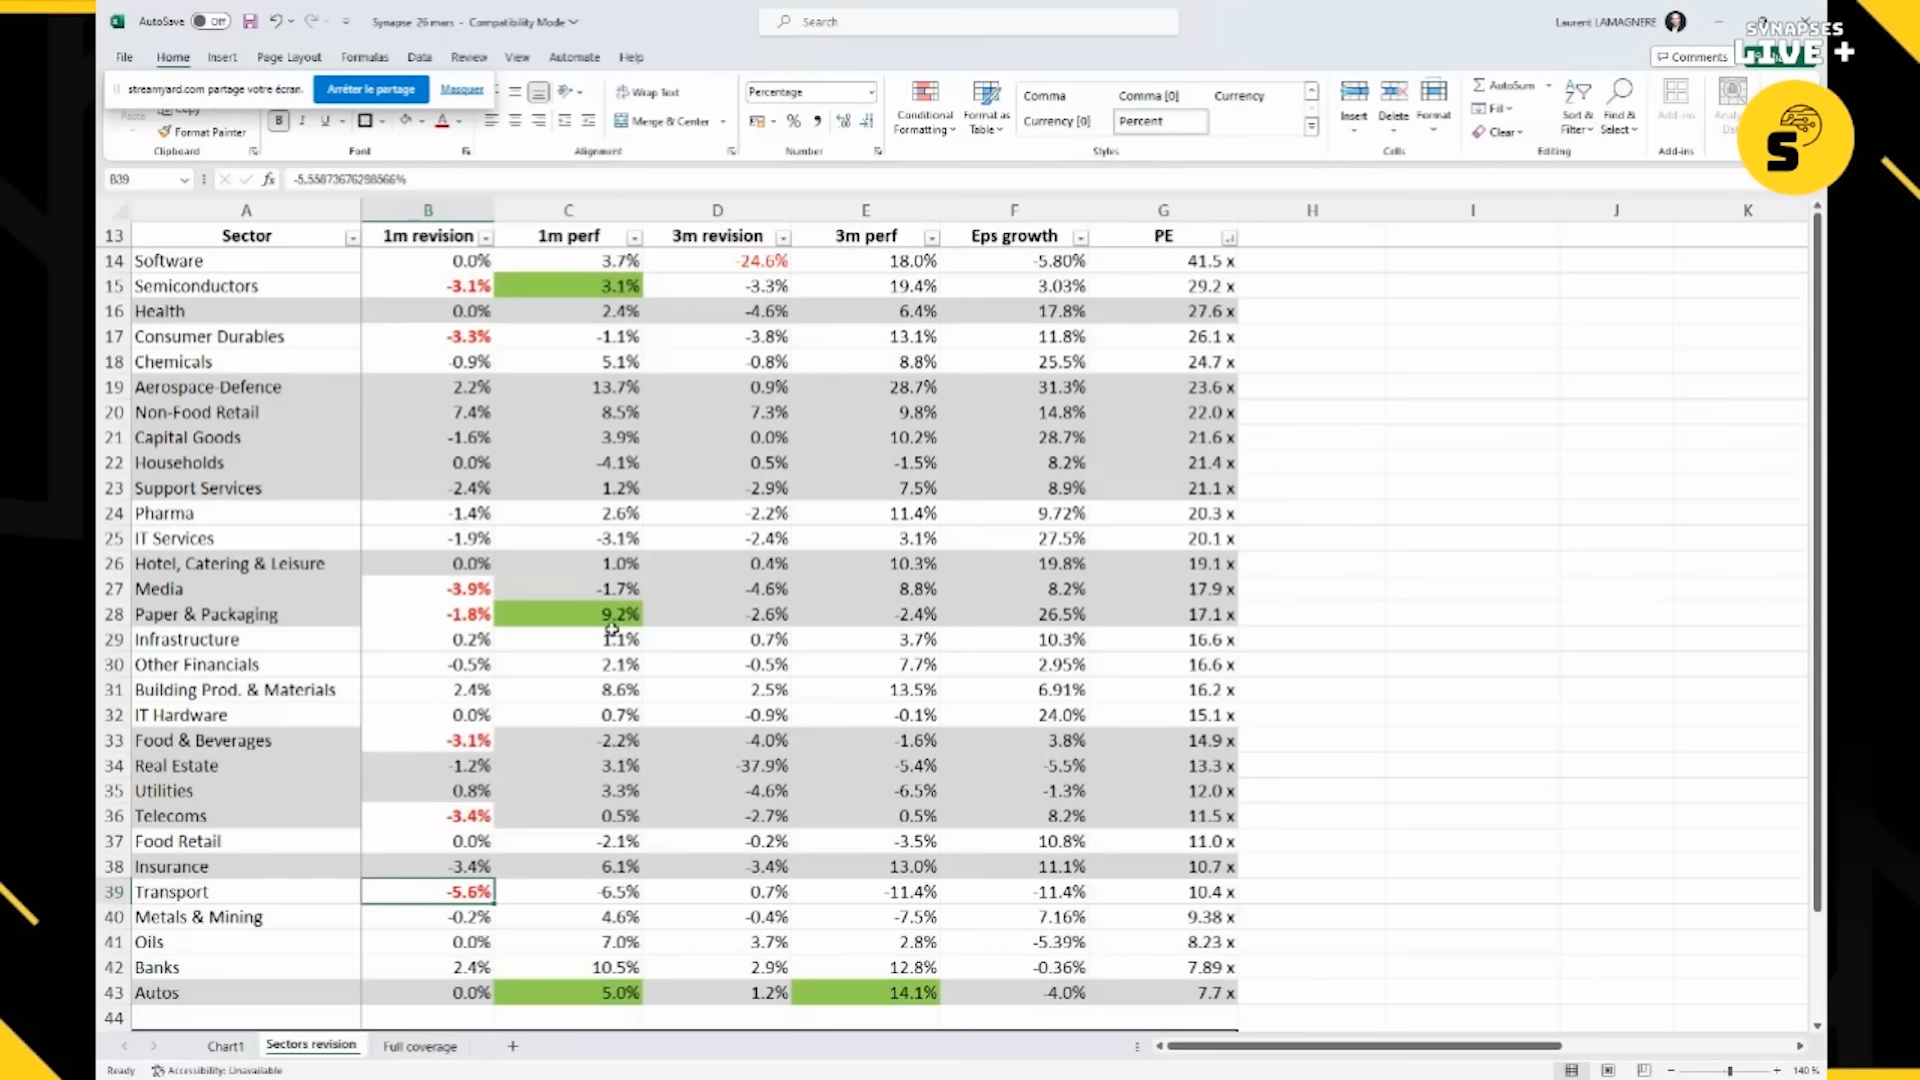 AutoSave Off Synapse 26 mars - Compatibility Mode Search Laurent LAMAGNERE
SYNAPSES
LIVE +
File Home Insert Page Layout Formulas Data Review View Automate Help Comments
streamyard.com partage votre écran. Arrêter le partage Masquer
Wrap Text Percentage Comma Comma [0] Currency AutoSum
Paste Copy Conditional Formatting Format as Table Insert Delete Format Fill Sort & Filter Find & Select Add-ins
Format Painter B I U Merge & Center Currency [0] Percent Clear
Clipboard Font Alignment Number Styles Cells Editing Add-ins
S
B39 fx -5.55873676298566%
A B C D E F G H I J K
13 Sector 1m revision 1m perf 3m revision 3m perf Eps growth PE
14 Software 0.0% 3.7% -24.6% 18.0% -5.80% 41.5 x
15 Semiconductors -3.1% 3.1% -3.3% 19.4% 3.03% 29.2 x
16 Health 0.0% 2.4% -4.6% 6.4% 17.8% 27.6 x
17 Consumer Durables -3.3% -1.1% -3.8% 13.1% 11.8% 26.1 x
18 Chemicals -0.9% 5.1% -0.8% 8.8% 25.5% 24.7 x
19 Aerospace-Defence 2.2% 13.7% 0.9% 28.7% 31.3% 23.6 x
20 Non-Food Retail 7.4% 8.5% 7.3% 9.8% 14.8% 22.0 x
21 Capital Goods -1.6% 3.9% 0.0% 10.2% 28.7% 21.6 x
22 Households 0.0% -4.1% 0.5% -1.5% 8.2% 21.4 x
23 Support Services -2.4% 1.2% -2.9% 7.5% 8.9% 21.1 x
24 Pharma -1.4% 2.6% -2.2% 11.4% 9.72% 20.3 x
25 IT Services -1.9% -3.1% -2.4% 3.1% 27.5% 20.1 x
26 Hotel, Catering & Leisure 0.0% 1.0% 0.4% 10.3% 19.8% 19.1 x
27 Media -3.9% -1.7% -4.6% 8.8% 8.2% 17.9 x
28 Paper & Packaging -1.8% 9.2% -2.6% -2.4% 26.5% 17.1 x
29 Infrastructure 0.2% 1.1% 0.7% 3.7% 10.3% 16.6 x
30 Other Financials -0.5% 2.1% -0.5% 7.7% 2.95% 16.6 x
31 Building Prod. & Materials 2.4% 8.6% 2.5% 13.5% 6.91% 16.2 x
32 IT Hardware 0.0% 0.7% -0.9% -0.1% 24.0% 15.1 x
33 Food & Beverages -3.1% -2.2% -4.0% -1.6% 3.8% 14.9 x
34 Real Estate -1.2% 3.1% -37.9% -5.4% -5.5% 13.3 x
35 Utilities 0.8% 3.3% -4.6% -6.5% -1.3% 12.0 x
36 Telecoms -3.4% 0.5% -2.7% 0.5% 8.2% 11.5 x
37 Food Retail 0.0% -2.1% -0.2% -3.5% 10.8% 11.0 x
38 Insurance -3.4% 6.1% -3.4% 13.0% 11.1% 10.7 x
39 Transport -5.6% -6.5% 0.7% -11.4% -11.4% 10.4 x
40 Metals & Mining -0.2% 4.6% -0.4% -7.5% 7.16% 9.38 x
41 Oils 0.0% 7.0% 3.7% 2.8% -5.39% 8.23 x
42 Banks 2.4% 10.5% 2.9% 12.8% -0.36% 7.89 x
43 Autos 0.0% 5.0% 1.2% 14.1% -4.0% 7.7 x
44
Chart1 Sectors revision Full coverage
Ready Accessibility: Unavailable 140 %